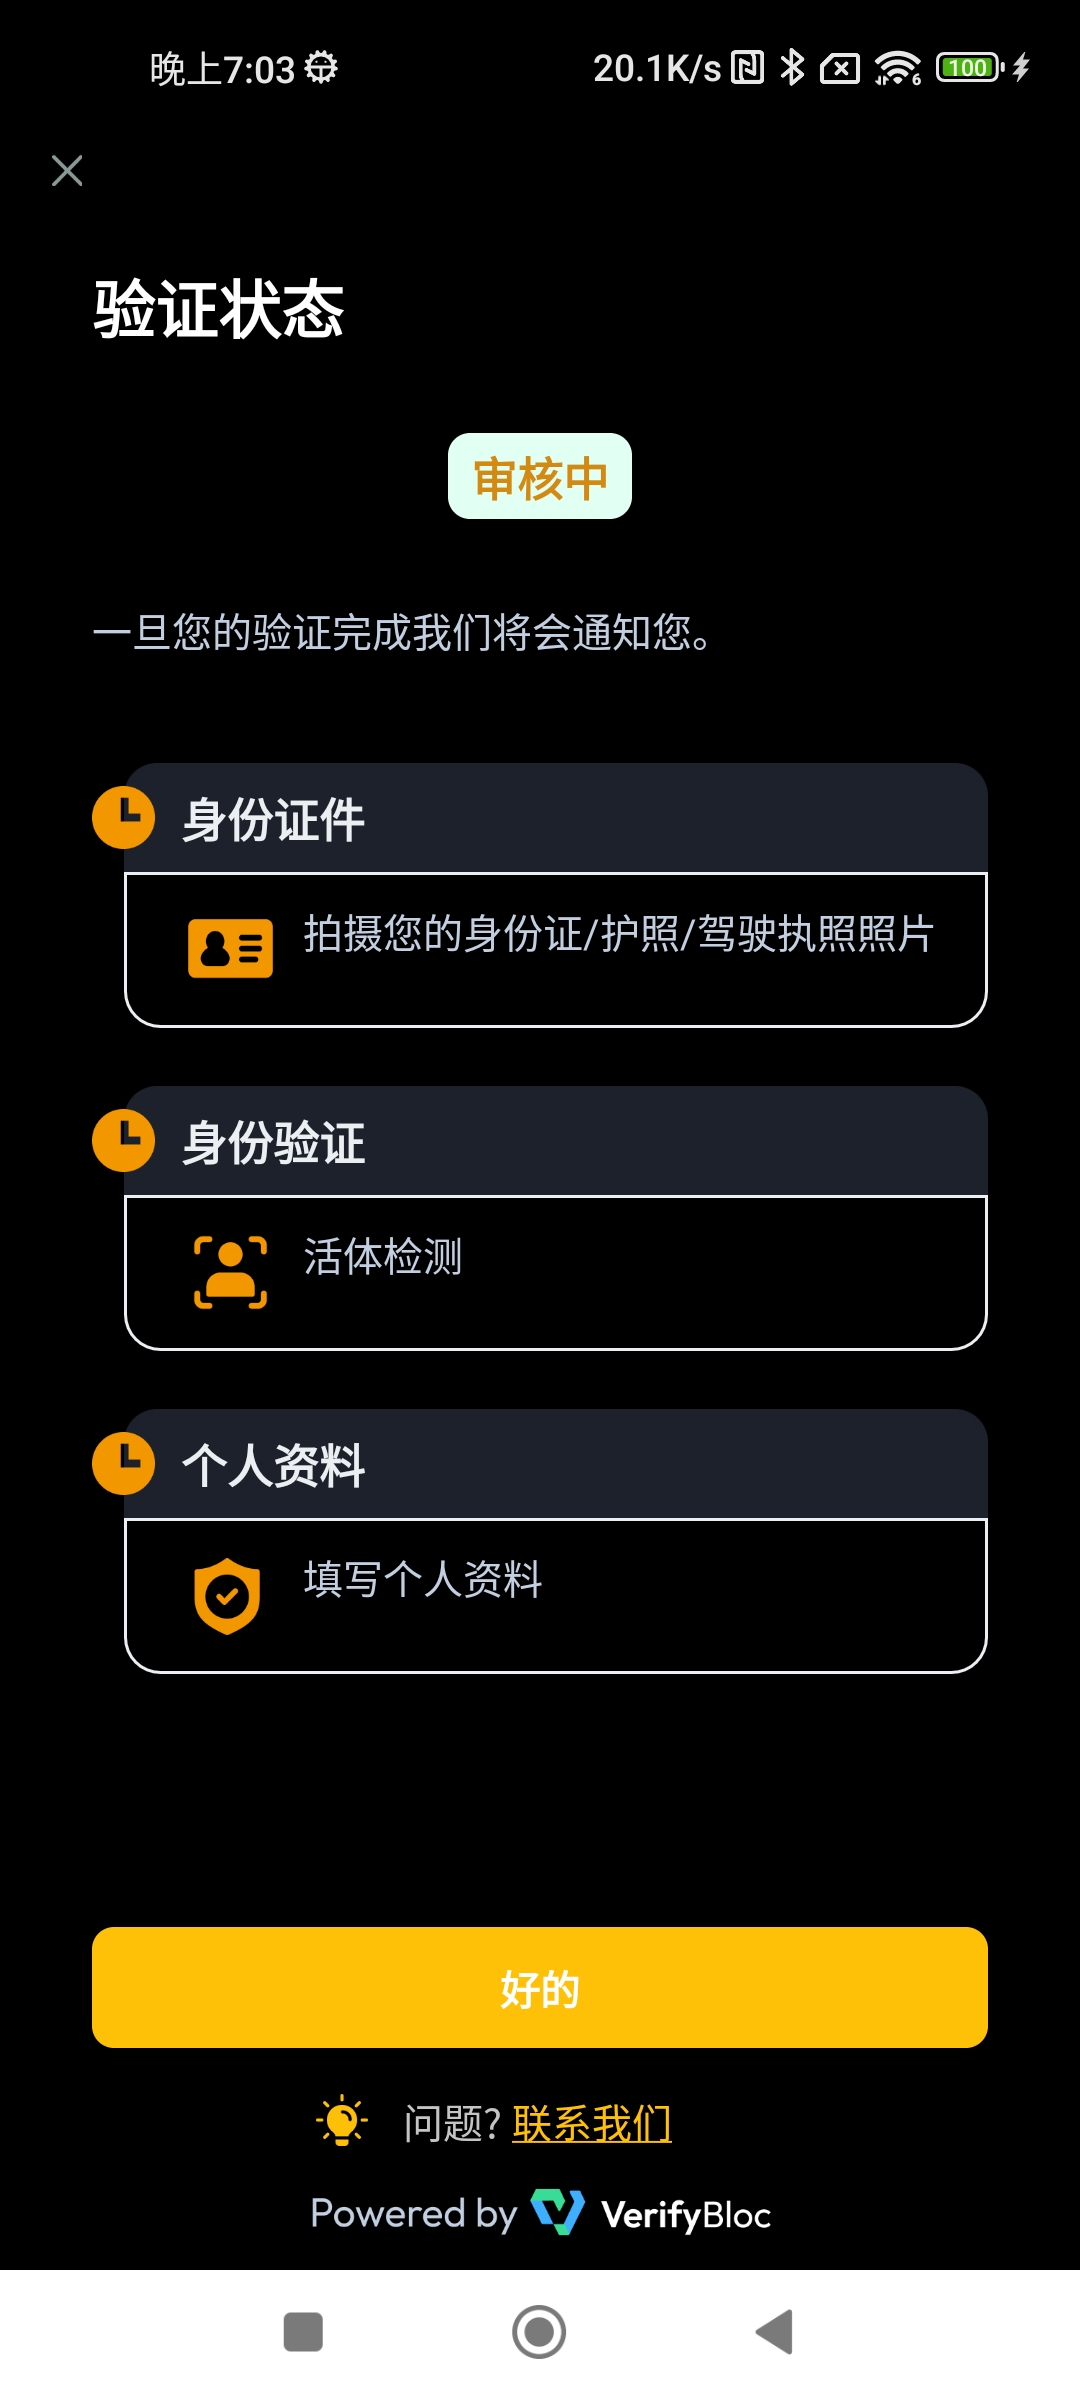 晚上7:03
20.1K/s
6
100
验证状态
审核中
一旦您的验证完成我们将会通知您。
身份证件
拍摄您的身份证/护照/驾驶执照照片
身份验证
活体检测
个人资料
填写个人资料
好的
问题? 联系我们
Powered by VerifyBloc